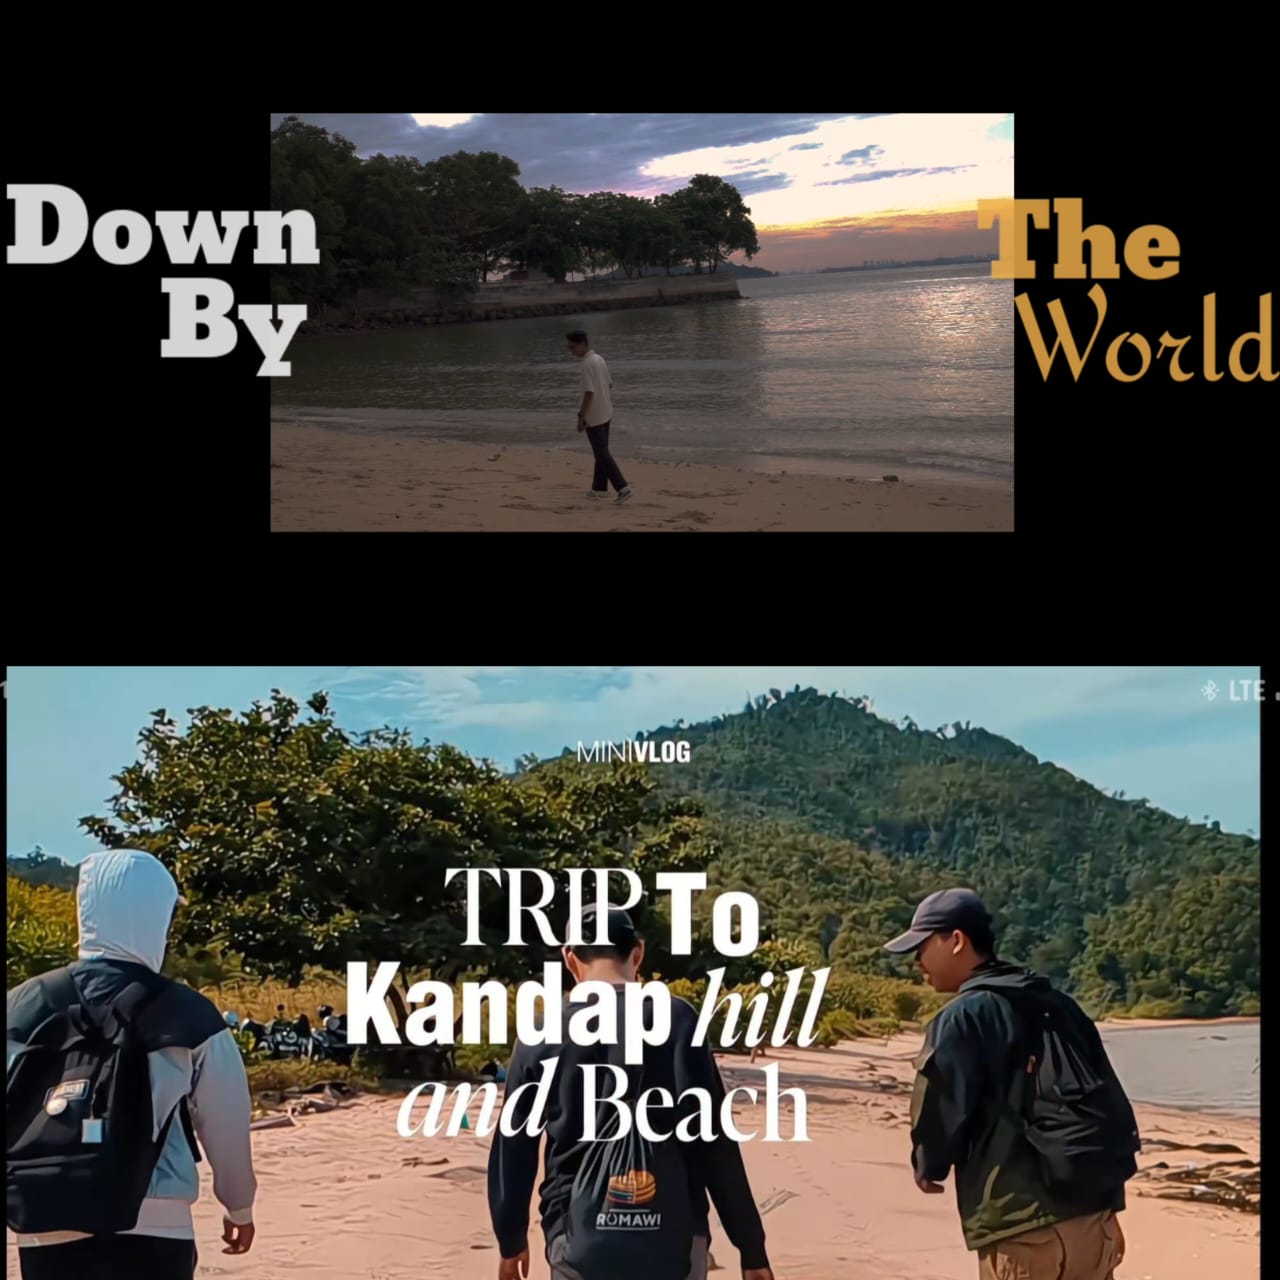 Down
By
The
World
LTE
MINIVLOG
TRIP To
Kandap hill
and Beach
ROMAWI